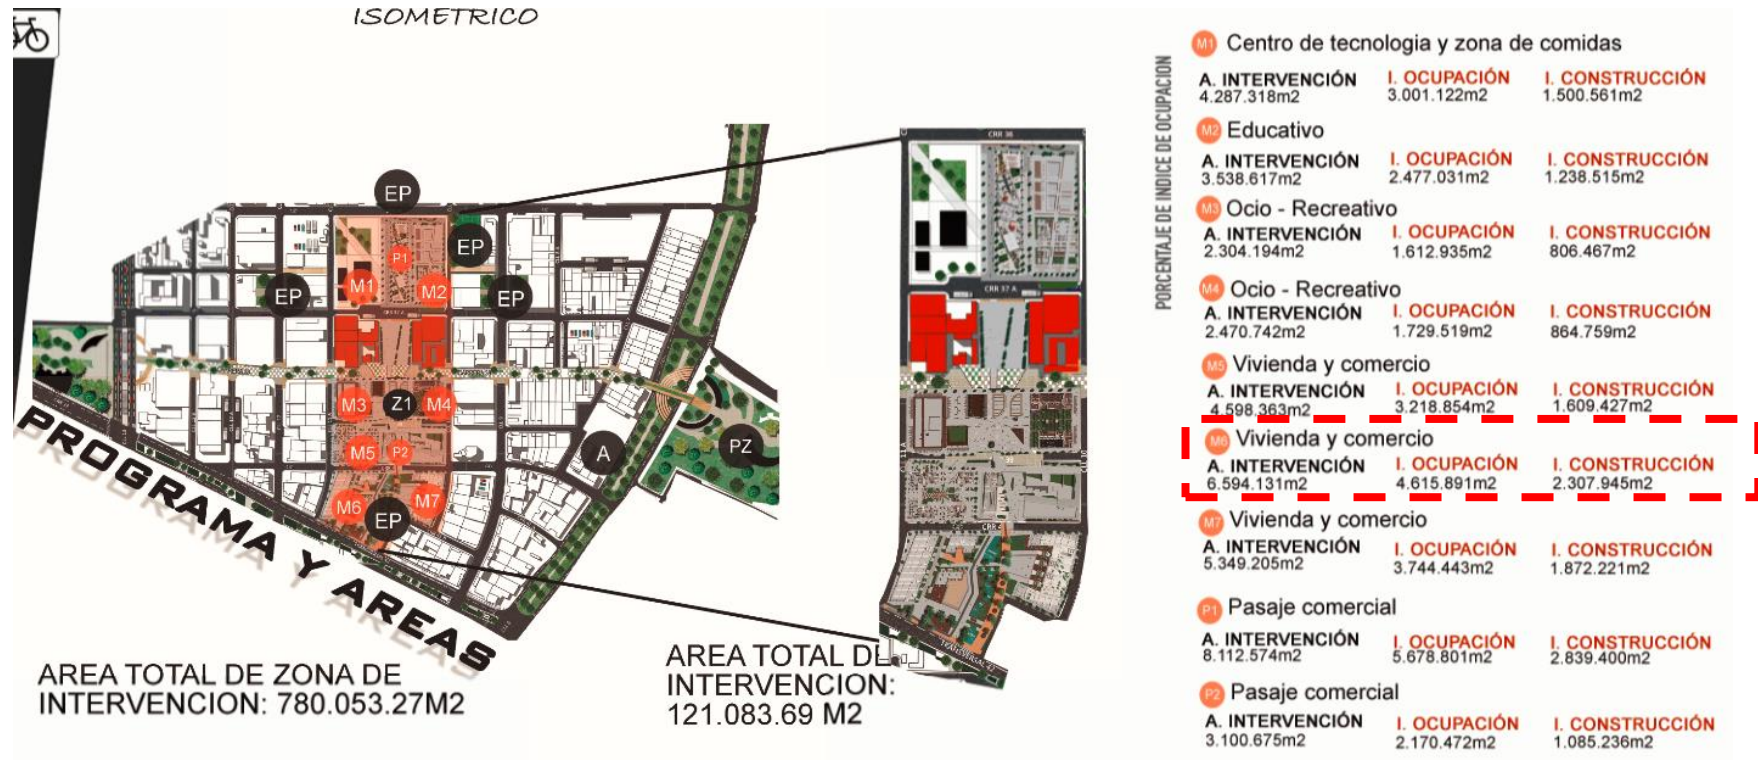 ISOMETRICO
EP
EP
P1
M1
M2
EP
EP
M3
Z1
M4
M5
P2
A
PZ
M6
M7
EP
PROGRAMA Y AREAS
AREA TOTAL DE ZONA DE
INTERVENCION: 780.053.27M2
CRR 36
CRR 37 A
TRANSVERSAL 42
AREA TOTAL DE
INTERVENCION:
121.083.69 M2
PORCENTAJE DE INDICE DE OCUPACION
M1 Centro de tecnologia y zona de comidas
A. INTERVENCIÓN I. OCUPACIÓN I. CONSTRUCCIÓN
4.287.318m2 3.001.122m2 1.500.561m2
M2 Educativo
A. INTERVENCIÓN I. OCUPACIÓN I. CONSTRUCCIÓN
3.538.617m2 2.477.031m2 1.238.515m2
M3 Ocio - Recreativo
A. INTERVENCIÓN I. OCUPACIÓN I. CONSTRUCCIÓN
2.304.194m2 1.612.935m2 806.467m2
M4 Ocio - Recreativo
A. INTERVENCIÓN I. OCUPACIÓN I. CONSTRUCCIÓN
2.470.742m2 1.729.519m2 864.759m2
M5 Vivienda y comercio
A. INTERVENCIÓN I. OCUPACIÓN I. CONSTRUCCIÓN
4.598.363m2 3.218.854m2 1.609.427m2
M6 Vivienda y comercio
A. INTERVENCIÓN I. OCUPACIÓN I. CONSTRUCCIÓN
6.594.131m2 4.615.891m2 2.307.945m2
M7 Vivienda y comercio
A. INTERVENCIÓN I. OCUPACIÓN I. CONSTRUCCIÓN
5.349.205m2 3.744.443m2 1.872.221m2
P1 Pasaje comercial
A. INTERVENCIÓN I. OCUPACIÓN I. CONSTRUCCIÓN
8.112.574m2 5.678.801m2 2.839.400m2
P2 Pasaje comercial
A. INTERVENCIÓN I. OCUPACIÓN I. CONSTRUCCIÓN
3.100.675m2 2.170.472m2 1.085.236m2